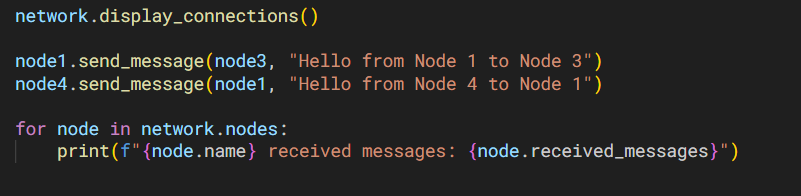 network.display_connections()
node1.send_message(node3, "Hello from Node 1 to Node 3")
node4.send_message(node1, "Hello from Node 4 to Node 1")
for node in network.nodes:
    print(f"{node.name} received messages: {node.received_messages}")